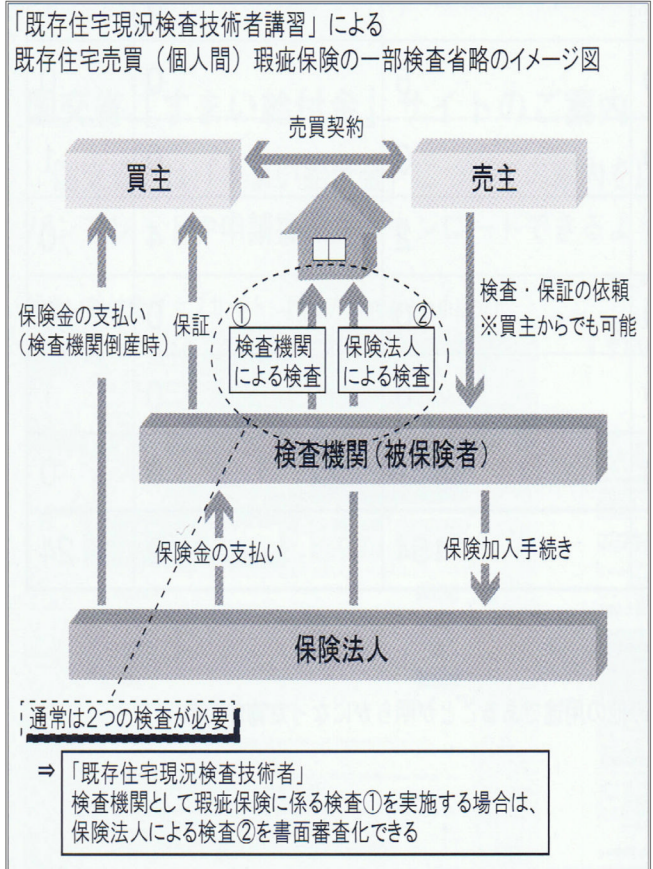 「既存住宅現況検査技術者講習」による
既存住宅売買（個人間）瑕疵保険の一部検査省略のイメージ図
売買契約
買主
売主
保険金の支払い
（検査機関倒産時）
保証
①
検査機関
による検査
②
保険法人
による検査
検査・保証の依頼
※買主からでも可能
検査機関（被保険者）
保険金の支払い
保険加入手続き
保険法人
通常は2つの検査が必要
⇒
「既存住宅現況検査技術者」
検査機関として瑕疵保険に係る検査①を実施する場合は、
保険法人による検査②を書面審査化できる